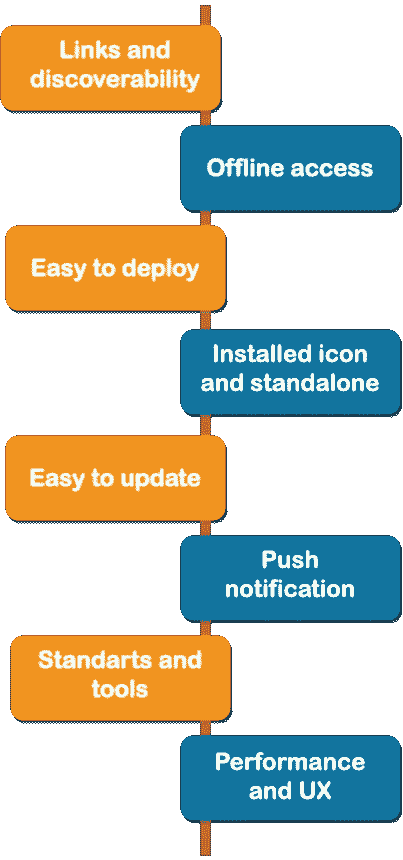 Links and
discoverability
Offline access
Easy to deploy
Installed icon
and standalone
Easy to update
Push
notification
Standarts and
tools
Performance
and UX